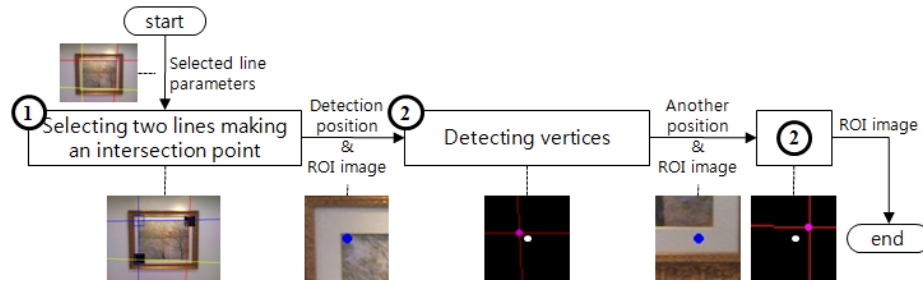 start
Selected line
parameters
1
Selecting two lines making
an intersection point
Detection
position
&
ROI image
2
Detecting vertices
Another
position
&
ROI image
2
ROI image
end